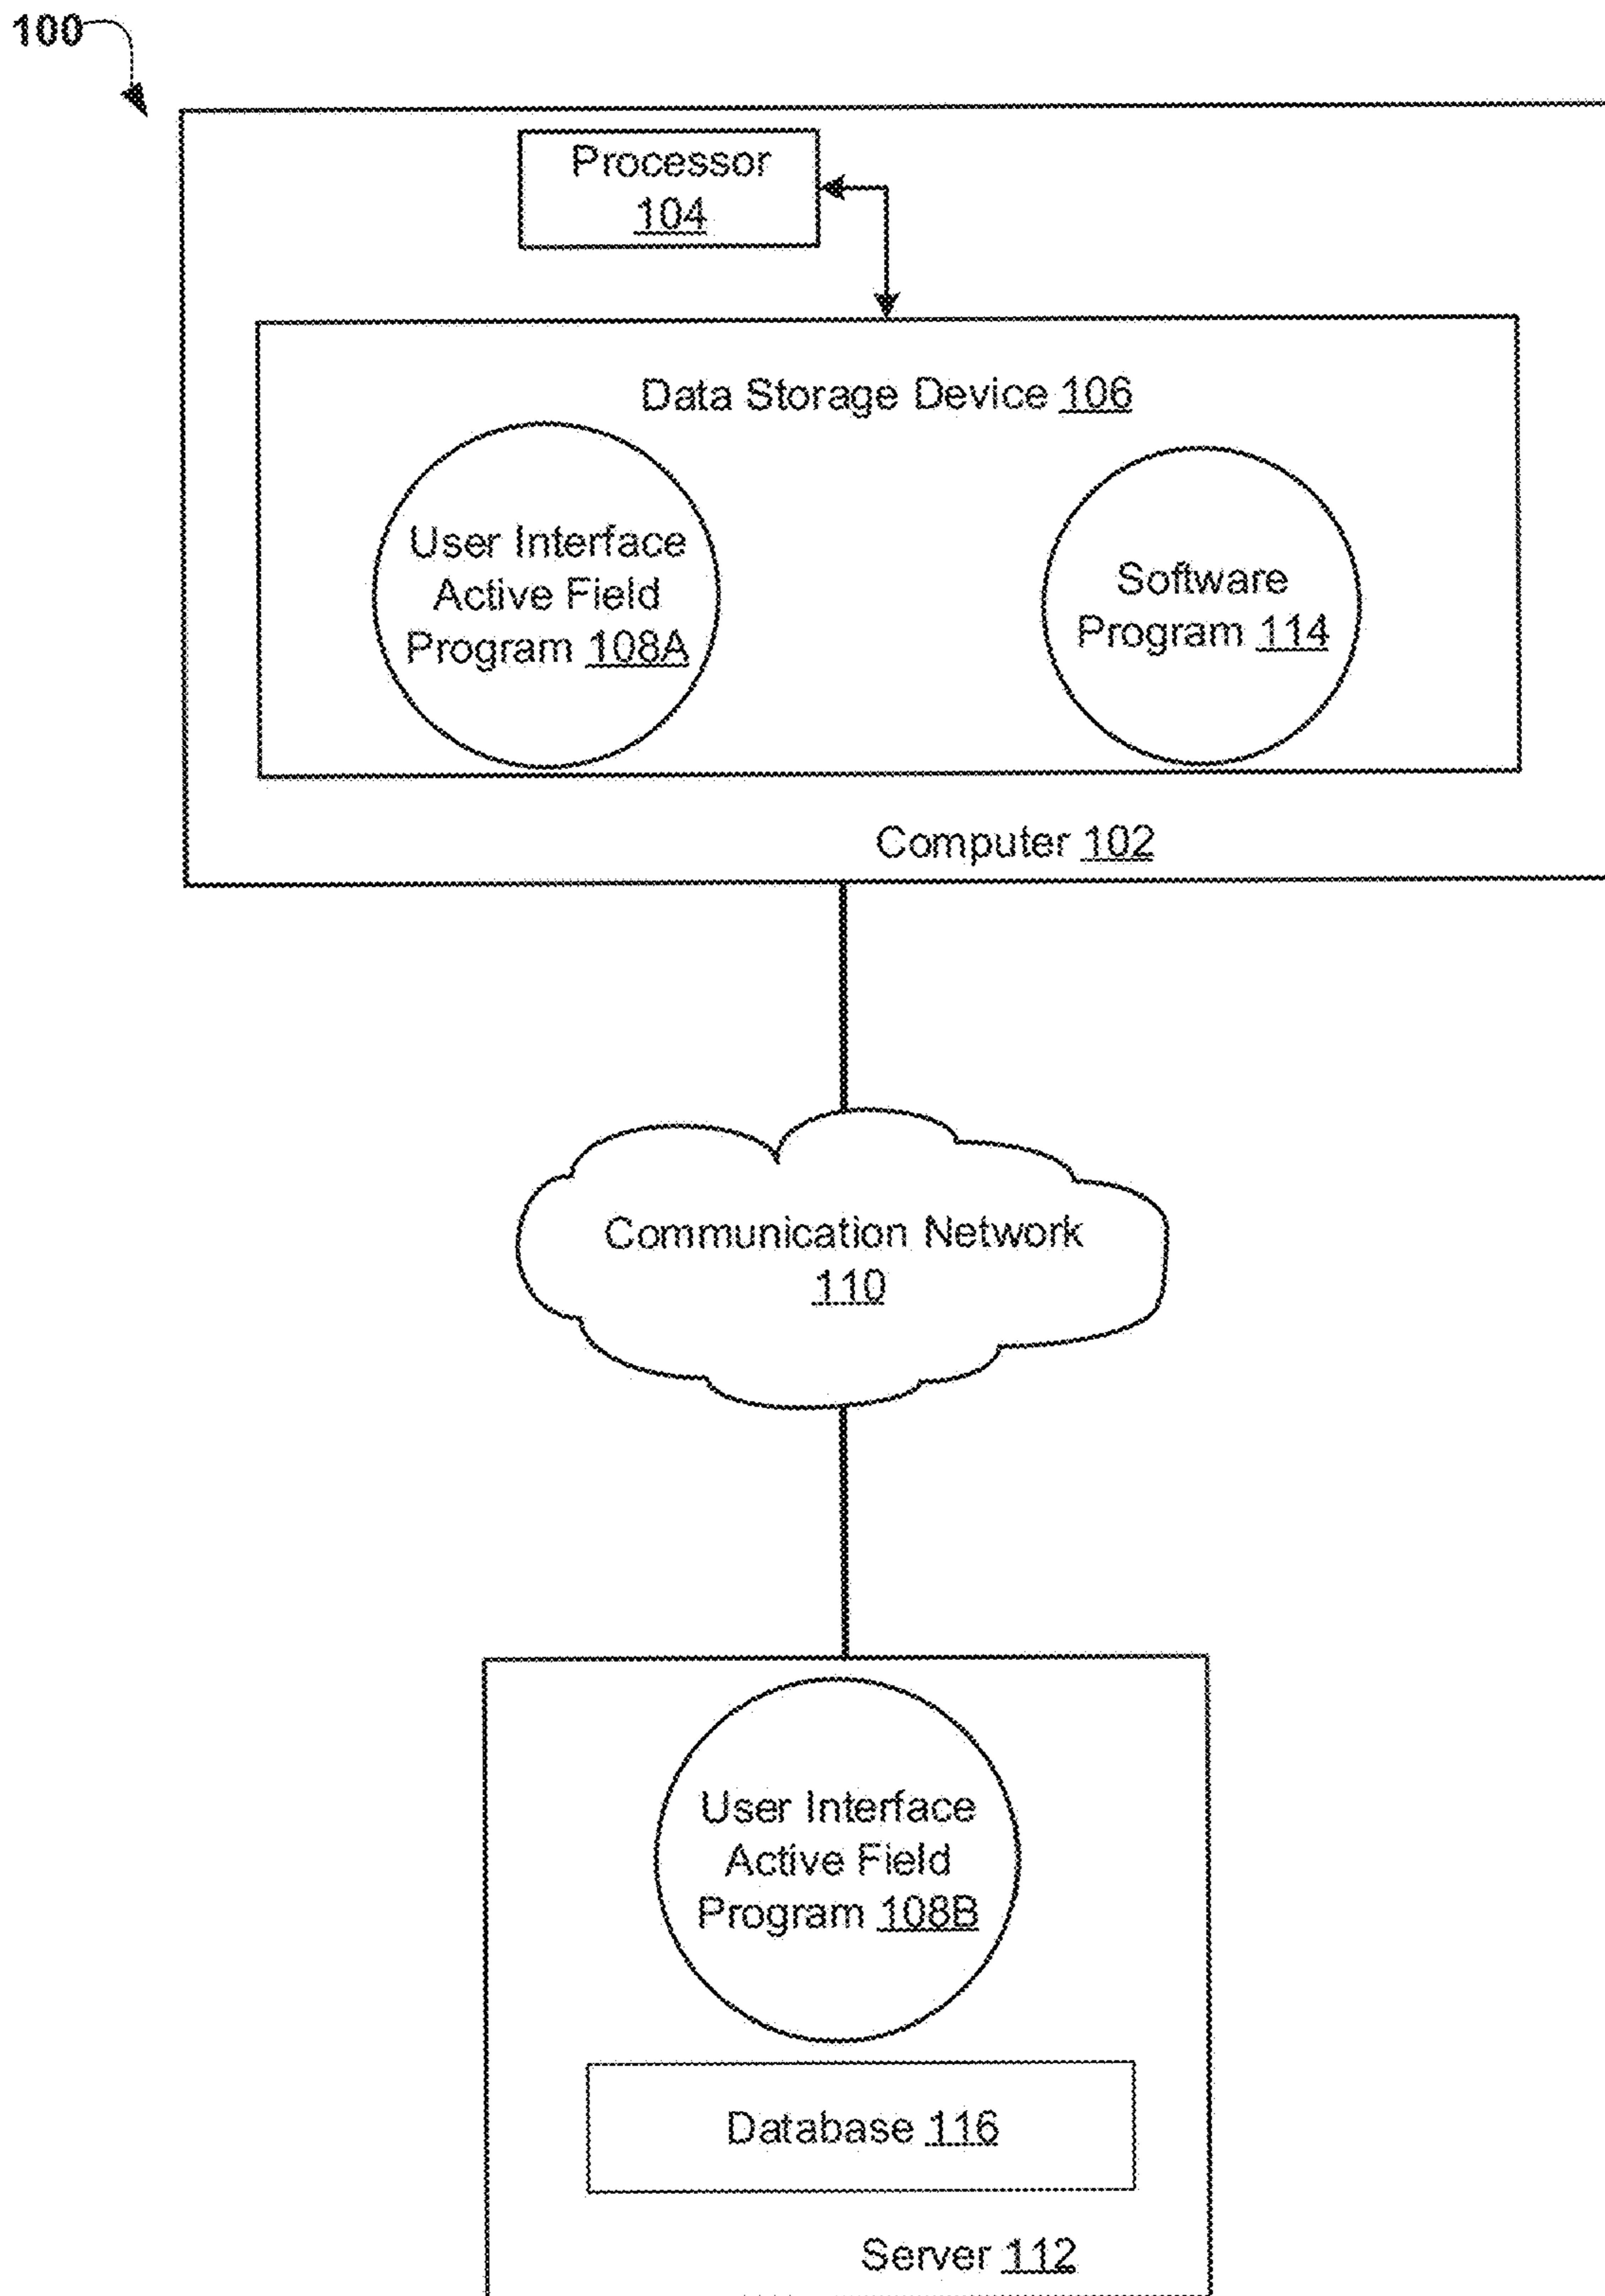 100
Processor
104
Data Storage Device 106
User Interface
Active Field
Program 108A
Software
Program 114
Computer 102
Communication Network
110
User Interface
Active Field
Program 108B
Database 116
Server 112